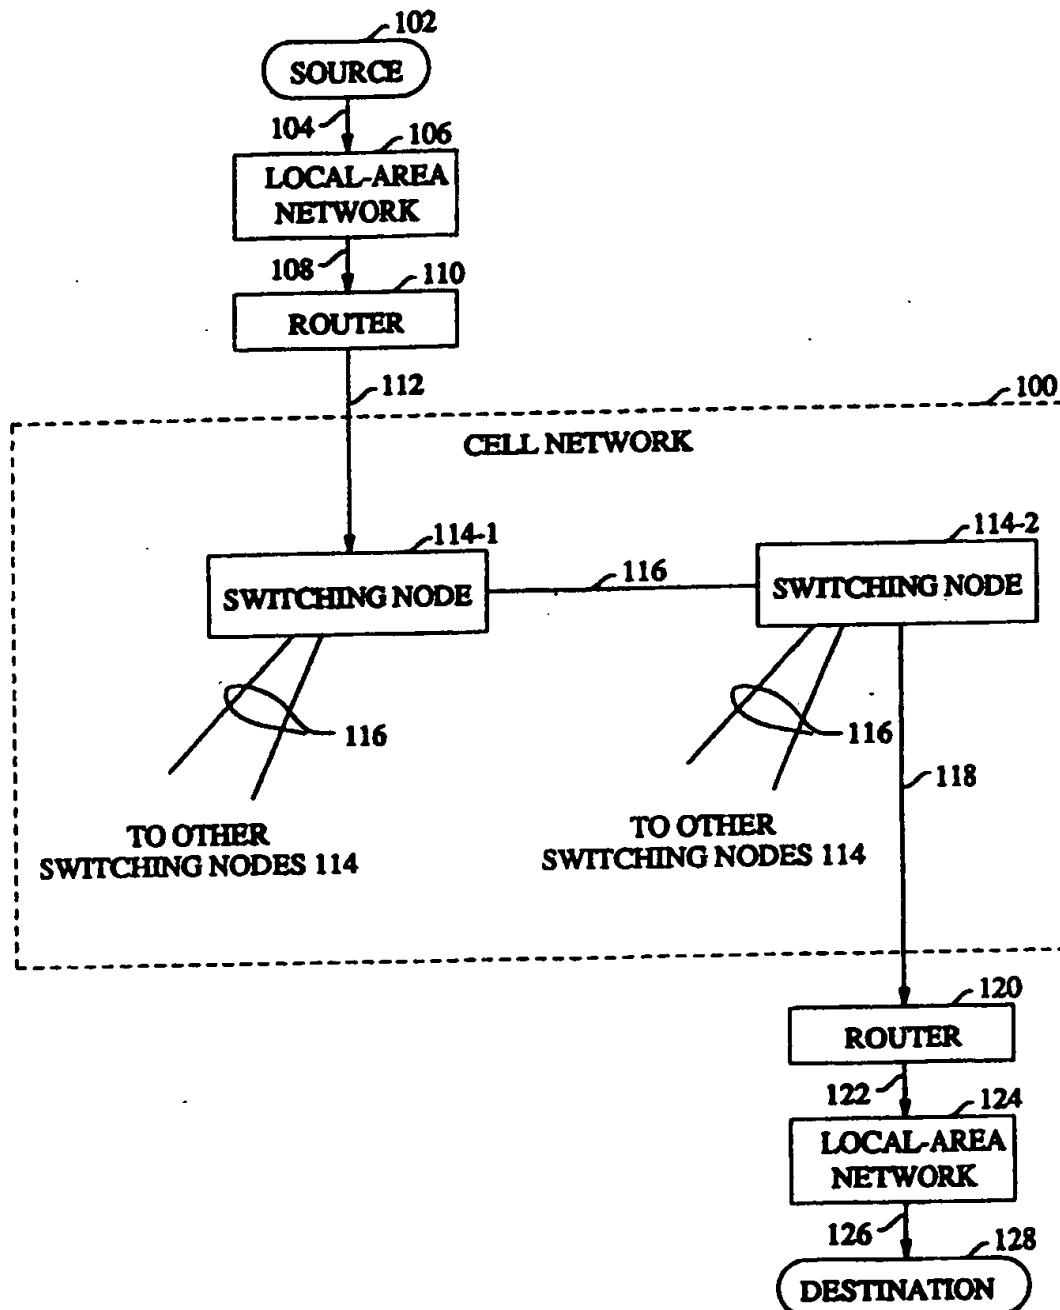 102
SOURCE
104
106
LOCAL-AREA
NETWORK
108
110
ROUTER
112
100
CELL NETWORK
114-1
SWITCHING NODE
116
114-2
SWITCHING NODE
116
TO OTHER
SWITCHING NODES 114
116
TO OTHER
SWITCHING NODES 114
118
120
ROUTER
122
124
LOCAL-AREA
NETWORK
126
128
DESTINATION